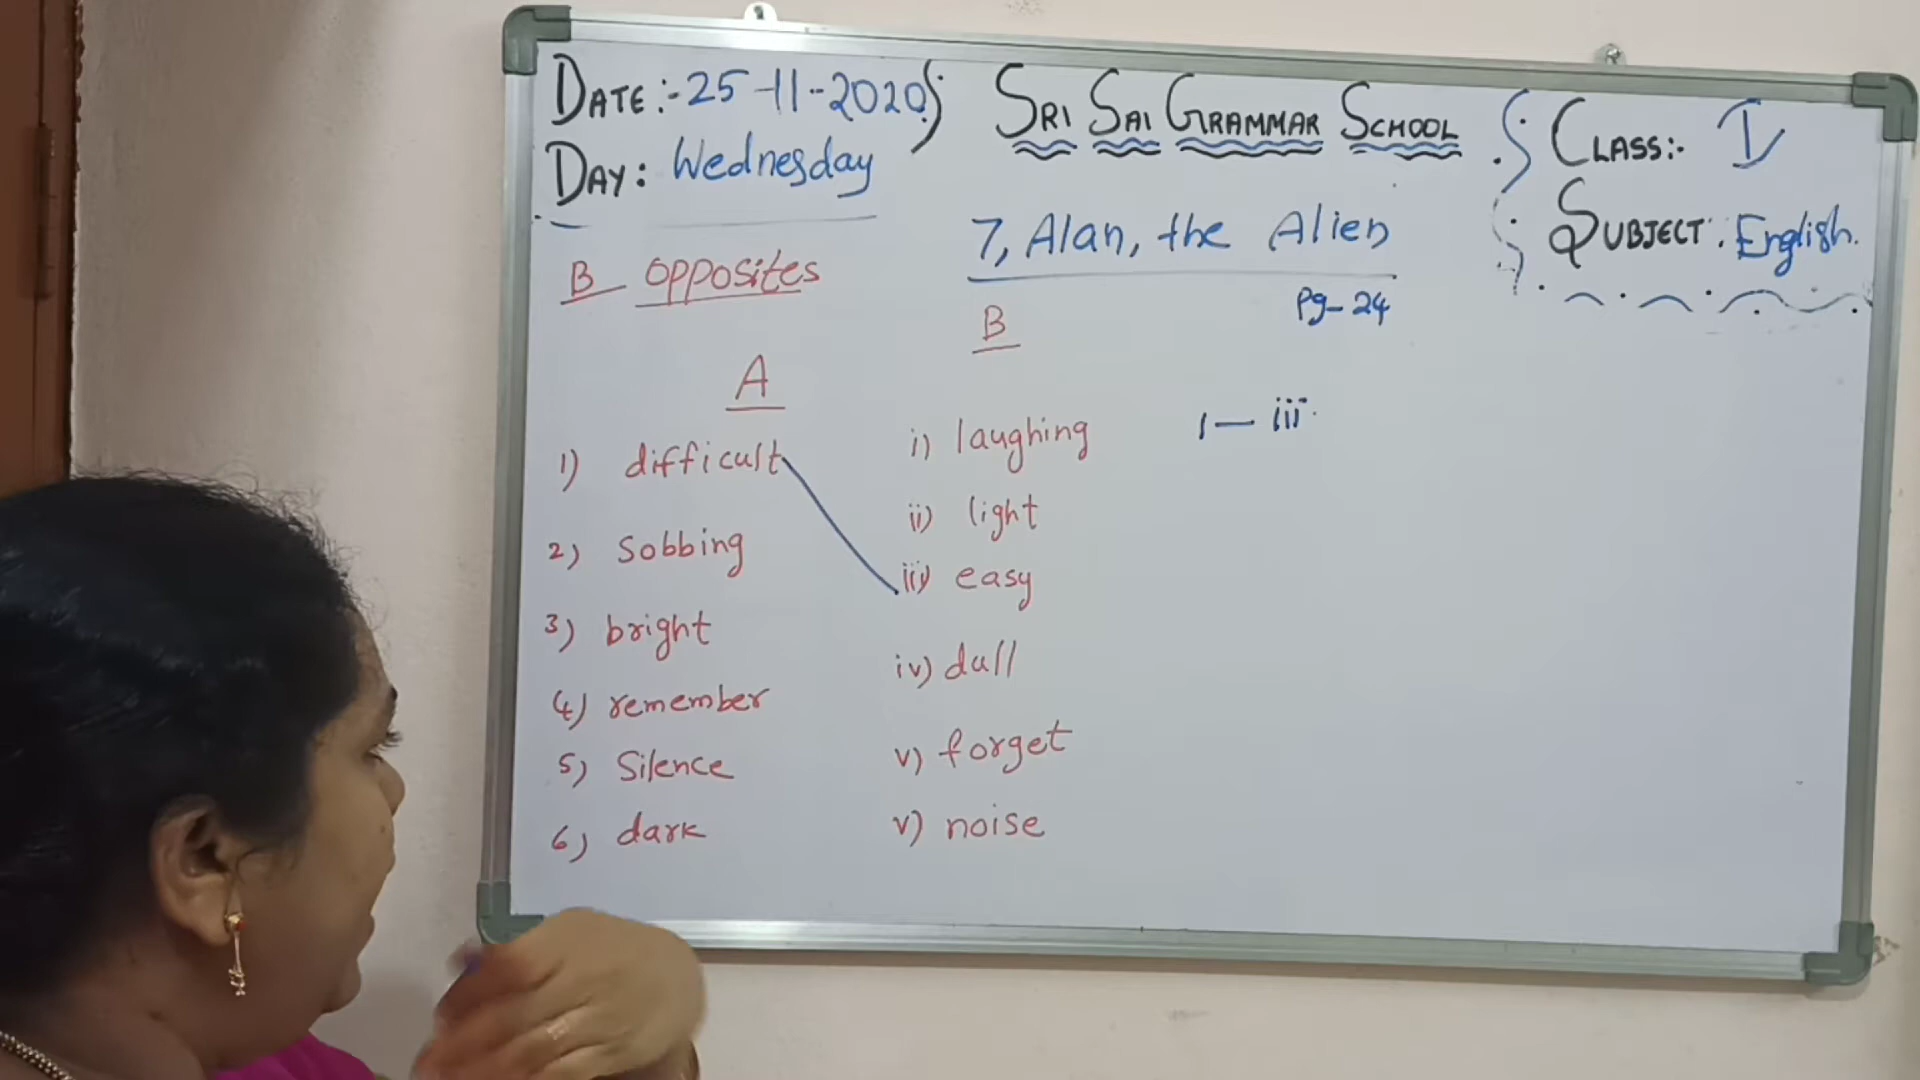 DATE:-25-11-2020
DAY: Wednesday
SRI SAI GRAMMAR SCHOOL
CLASS:- I
SUBJECT: English.
7, Alan, the Alien
Pg-24
B Opposites
A
1) difficult
2) Sobbing
3) bright
4) remember
5) Silence
6) dark
B
i) laughing
ii) light
iii) easy
iv) dull
v) forget
v) noise
1 — iii